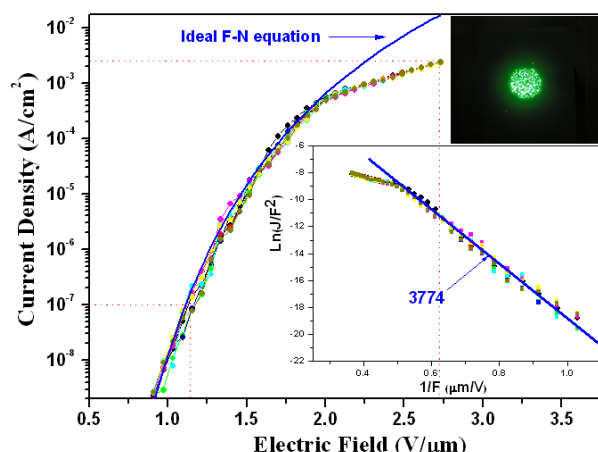 Ideal F-N equation
Current Density (A/cm²)
10⁻²
10⁻³
10⁻⁴
10⁻⁵
10⁻⁶
10⁻⁷
10⁻⁸
0.5 1.0 1.5 2.0 2.5 3.0 3.5
Electric Field (V/μm)
Ln(J/F²)
-6
-8
-10
-12
-14
-16
-18
-20
-22
3774
0.4 0.6 0.8 1.0
1/F (μm/V)